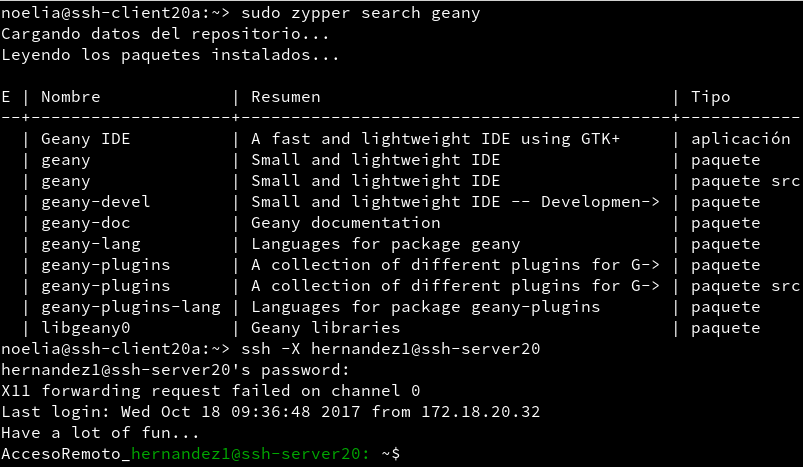 noelia@ssh-client20a:~> sudo zypper search geany
Cargando datos del repositorio...
Leyendo los paquetes instalados...

E | Nombre             | Resumen                                  | Tipo
--+--------------------+------------------------------------------+------------
  | Geany IDE          | A fast and lightweight IDE using GTK+    | aplicación
  | geany              | Small and lightweight IDE                | paquete
  | geany              | Small and lightweight IDE                | paquete src
  | geany-devel        | Small and lightweight IDE -- Developmen-> | paquete
  | geany-doc          | Geany documentation                      | paquete
  | geany-lang         | Languages for package geany              | paquete
  | geany-plugins      | A collection of different plugins for G-> | paquete
  | geany-plugins      | A collection of different plugins for G-> | paquete src
  | geany-plugins-lang | Languages for package geany-plugins      | paquete
  | libgeany0          | Geany libraries                          | paquete
noelia@ssh-client20a:~> ssh -X hernandez1@ssh-server20
hernandez1@ssh-server20's password:
X11 forwarding request failed on channel 0
Last login: Wed Oct 18 09:36:48 2017 from 172.18.20.32
Have a lot of fun...
AccesoRemoto_hernandez1@ssh-server20: ~$